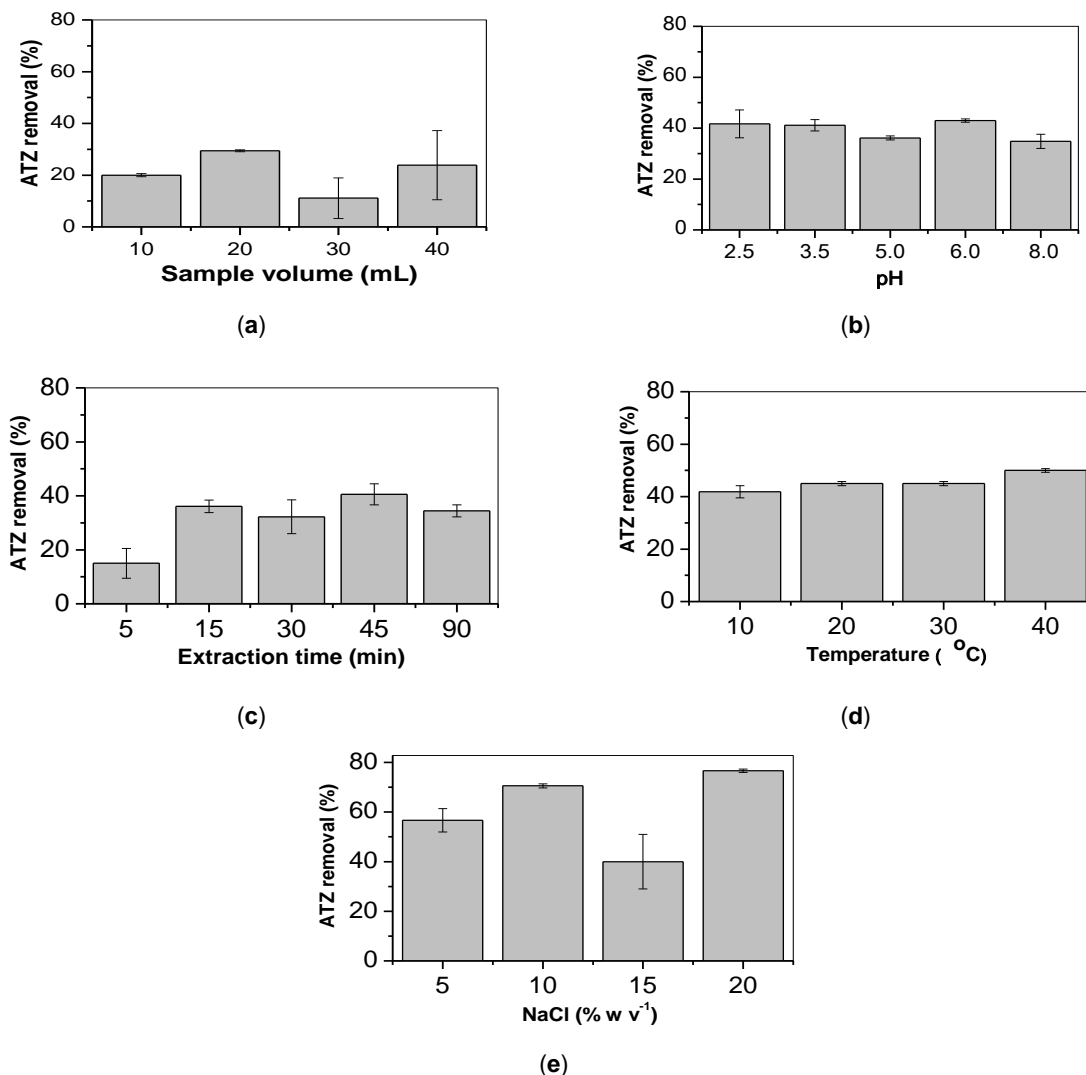 80
60
40
20
0
ATZ removal (%)
10 20 30 40
Sample volume (mL)
(a)
80
60
40
20
0
ATZ removal (%)
2.5 3.5 5.0 6.0 8.0
pH
(b)
80
60
40
20
0
ATZ removal (%)
5 15 30 45 90
Extraction time (min)
(c)
80
60
40
20
0
ATZ removal (%)
10 20 30 40
Temperature ( ºC)
(d)
80
60
40
20
0
ATZ removal (%)
5 10 15 20
NaCl (% w v⁻¹)
(e)